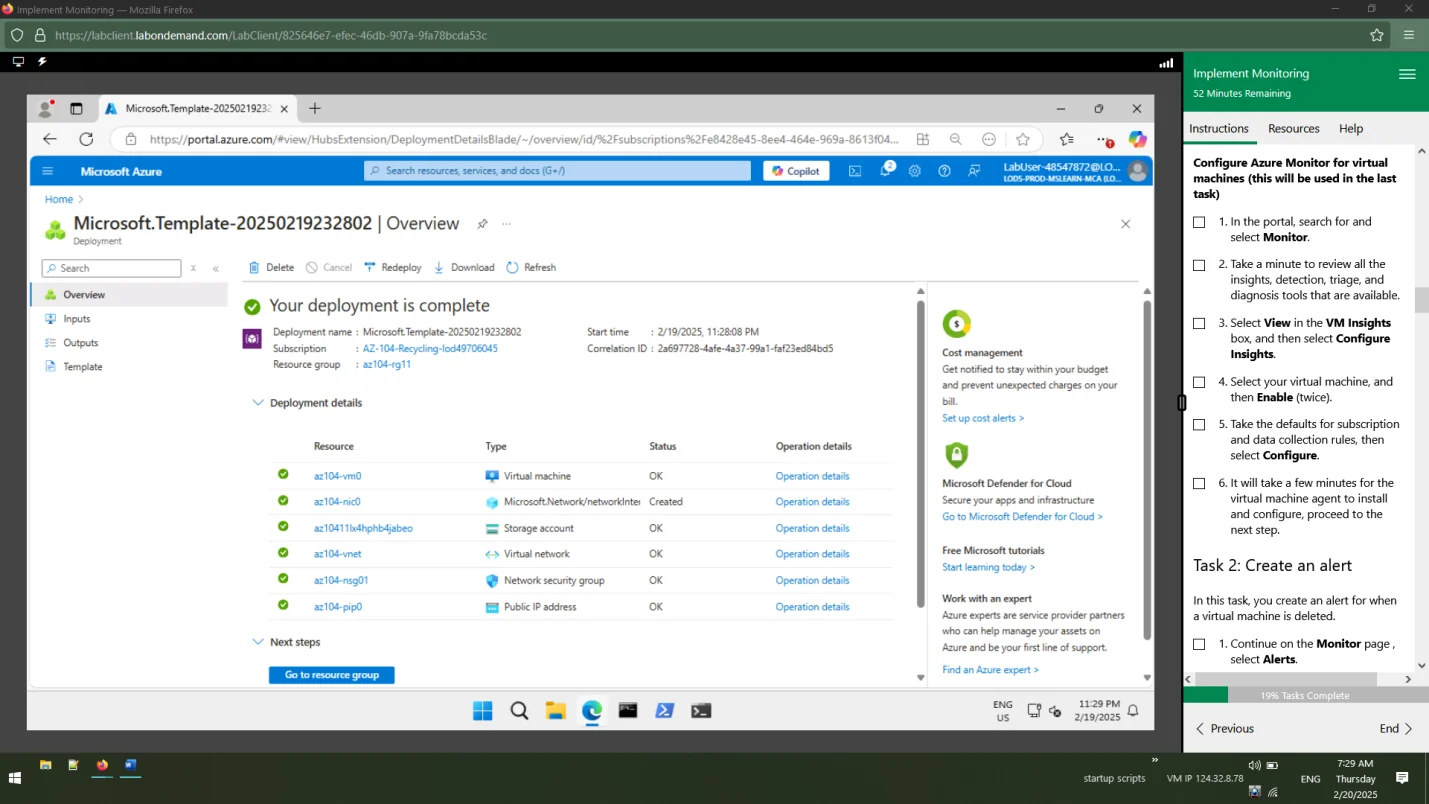 Implement Monitoring — Mozilla Firefox
https://labclient.labondemand.com/LabClient/825646e7-efec-46db-907a-9fa78bcda53c
Microsoft.Template-20250219232
https://portal.azure.com/#view/HubsExtension/DeploymentDetailsBlade/~/overview/id/%2Fsubscriptions%2Fe8428e45-8ee4-464e-969a-8613f04...
Microsoft Azure
Search resources, services, and docs (G+/)
Copilot
2
LabUser-48547872@LO...
LODS-PROD-MSLEARN-MCA (LO...
Home >
Microsoft.Template-20250219232802 | Overview
Deployment
Search
Overview
Inputs
Outputs
Template
Delete
Cancel
Redeploy
Download
Refresh
Your deployment is complete
Deployment name : Microsoft.Template-20250219232802
Subscription : AZ-104-Recycling-lod49706045
Resource group : az104-rg11
Start time : 2/19/2025, 11:28:08 PM
Correlation ID : 2a697728-4afe-4a37-99a1-faf23ed84bd5
Deployment details
Resource Type Status Operation details
az104-vm0 Virtual machine OK Operation details
az104-nic0 Microsoft.Network/networkInter Created Operation details
az10411lx4hphb4jabeo Storage account OK Operation details
az104-vnet Virtual network OK Operation details
az104-nsg01 Network security group OK Operation details
az104-pip0 Public IP address OK Operation details
Next steps
Go to resource group
Cost management
Get notified to stay within your budget
and prevent unexpected charges on your
bill.
Set up cost alerts >
Microsoft Defender for Cloud
Secure your apps and infrastructure
Go to Microsoft Defender for Cloud >
Free Microsoft tutorials
Start learning today >
Work with an expert
Azure experts are service provider partners
who can help manage your assets on
Azure and be your first line of support.
Find an Azure expert >
ENG
US
11:29 PM
2/19/2025
Implement Monitoring
52 Minutes Remaining
Instructions
Resources
Help
Configure Azure Monitor for virtual
machines (this will be used in the last
task)
1. In the portal, search for and
select Monitor.
2. Take a minute to review all the
insights, detection, triage, and
diagnosis tools that are available.
3. Select View in the VM Insights
box, and then select Configure
Insights.
4. Select your virtual machine, and
then Enable (twice).
5. Take the defaults for subscription
and data collection rules, then
select Configure.
6. It will take a few minutes for the
virtual machine agent to install
and configure, proceed to the
next step.
Task 2: Create an alert
In this task, you create an alert for when
a virtual machine is deleted.
1. Continue on the Monitor page ,
select Alerts.
19% Tasks Complete
Previous
End
startup scripts
VM IP 124.32.8.78
ENG
7:29 AM
Thursday
2/20/2025